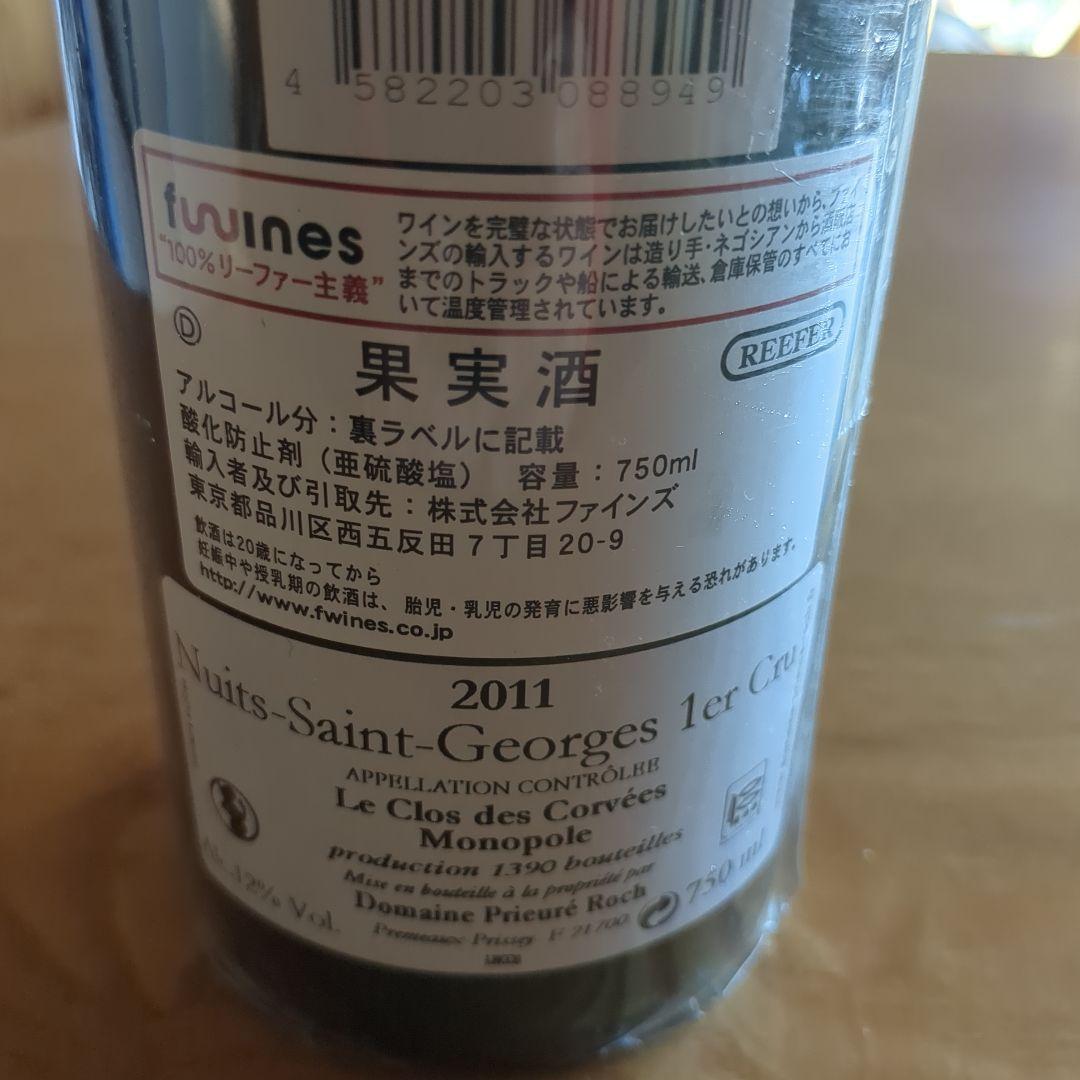 4 582203 088949
fwines
"100%リーファー主義"
ワインを完璧な状態でお届けしたいとの想いから、ファイ
ンズの輸入するワインは造り手・ネゴシアンから酒販店
までのトラックや船による輸送、倉庫保管のすべてにお
いて温度管理されています。
D
REEFER
果実酒
アルコール分：裏ラベルに記載
酸化防止剤（亜硫酸塩） 容量：750ml
輸入者及び引取先：株式会社ファインズ
東京都品川区西五反田7丁目20-9
飲酒は20歳になってから
妊娠中や授乳期の飲酒は、胎児・乳児の発育に悪影響を与える恐れがあります。
http://www.fwines.co.jp
2011
Nuits-Saint-Georges 1er Cru
APPELLATION CONTRÔLEE
Le Clos des Corvées
Monopole
production 1390 bouteilles
Mise en bouteille à la propriété par
Domaine Prieuré Roch
Premeaux-Prissey F 21700
Alc. 12% Vol.
750 ml